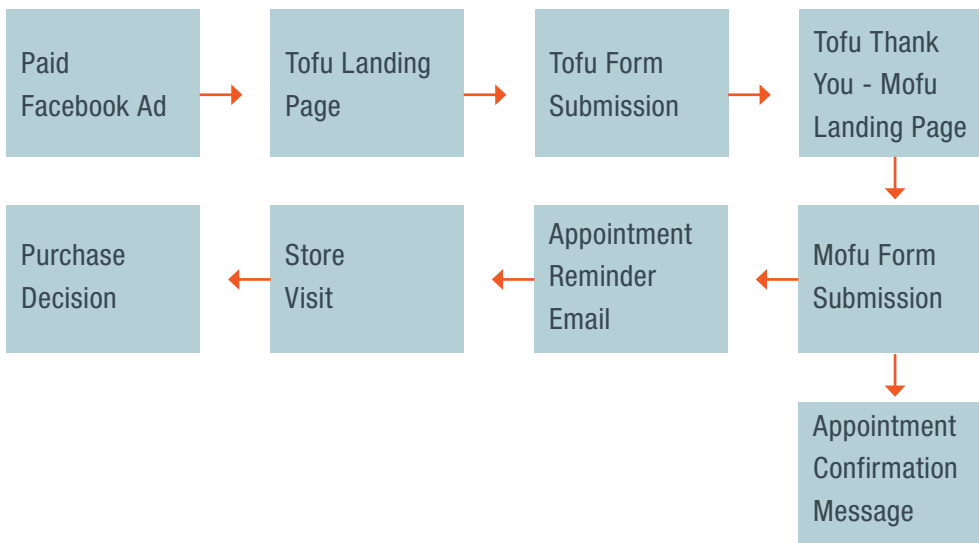 Paid
Facebook Ad
Tofu Landing
Page
Tofu Form
Submission
Tofu Thank
You - Mofu
Landing Page
Purchase
Decision
Store
Visit
Appointment
Reminder
Email
Mofu Form
Submission
Appointment
Confirmation
Message